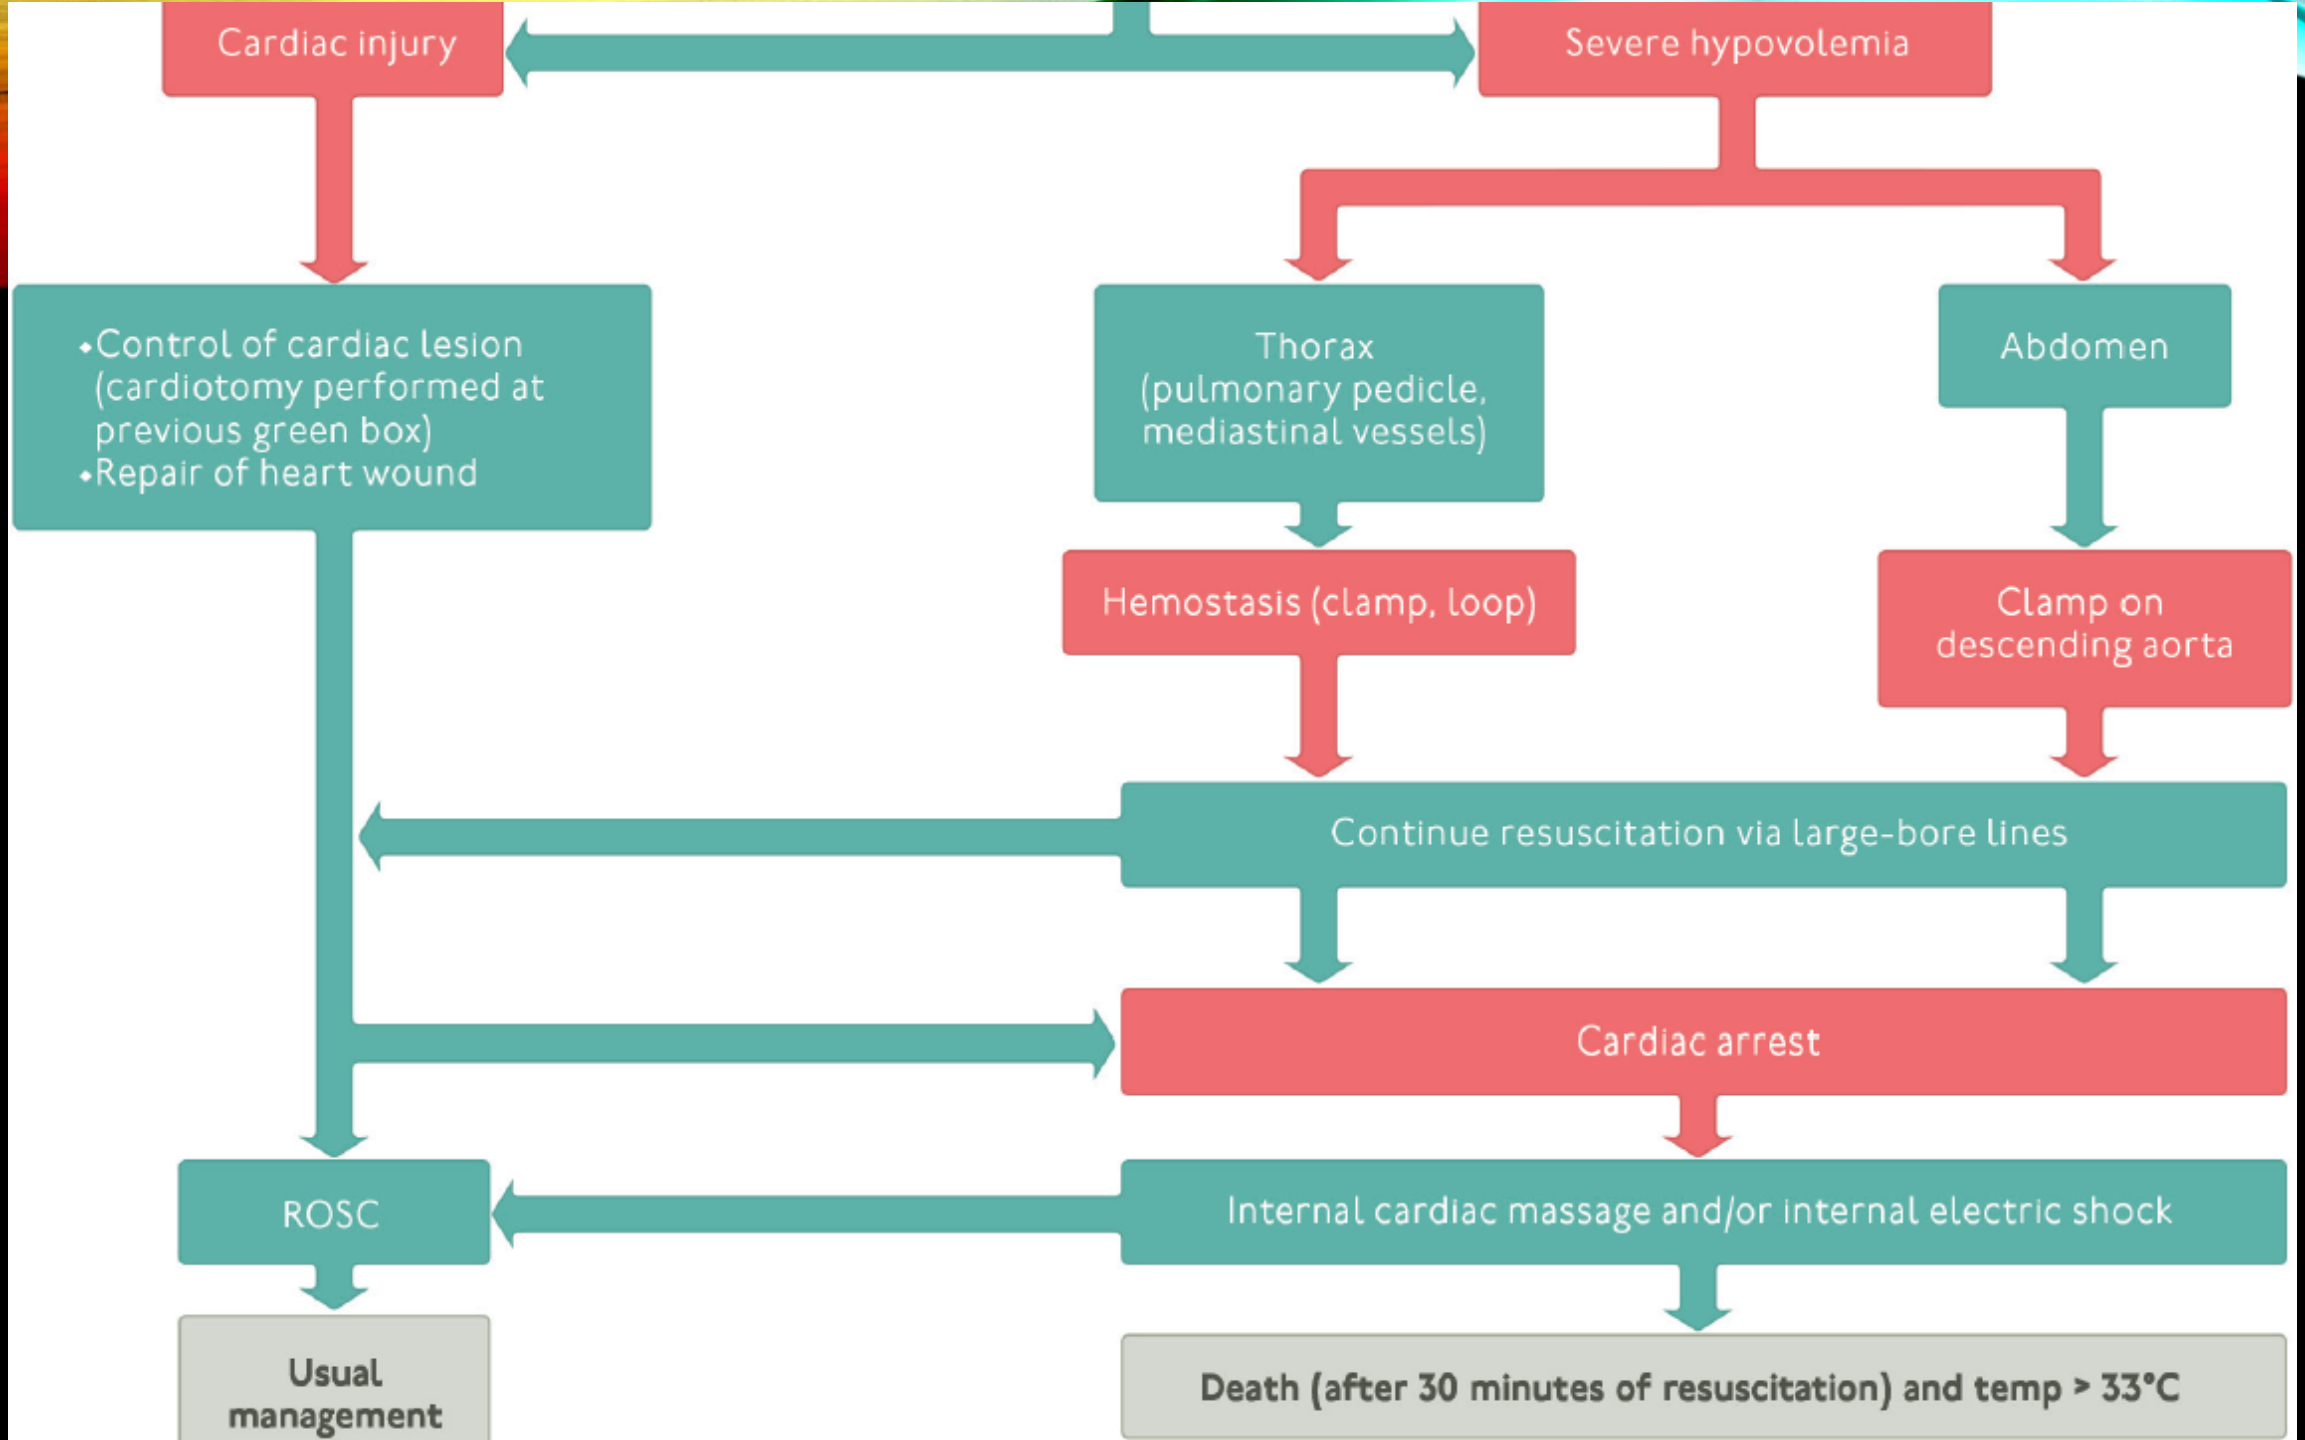 Cardiac injury
Severe hypovolemia
•Control of cardiac lesion
(cardiotomy performed at
previous green box)
•Repair of heart wound
Thorax
(pulmonary pedicle,
mediastinal vessels)
Abdomen
Hemostasis (clamp, loop)
Clamp on
descending aorta
Continue resuscitation via large-bore lines
Cardiac arrest
ROSC
Internal cardiac massage and/or internal electric shock
Usual
management
Death (after 30 minutes of resuscitation) and temp > 33°C